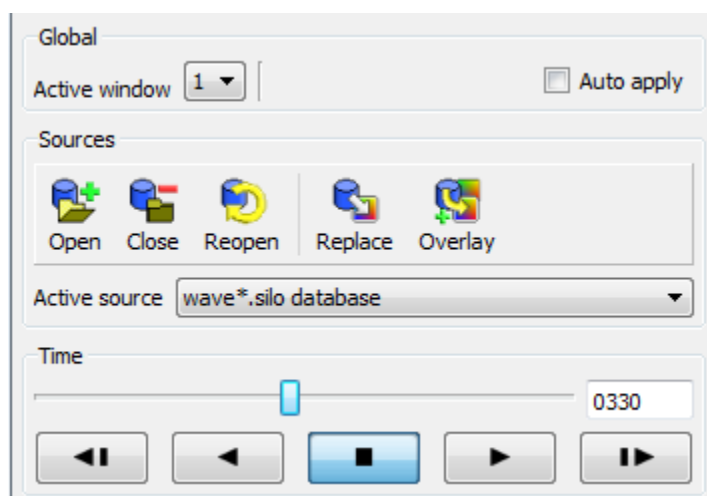 Global
Active window 1 Auto apply
Sources
Open Close Reopen Replace Overlay
Active source wave*.silo database
Time
0330